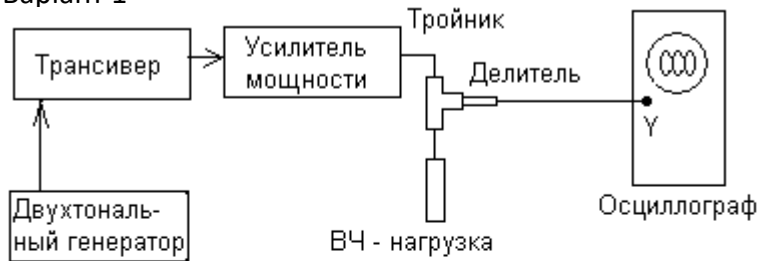 Вариант 1
Тройник
Трансивер
Усилитель
мощности
Делитель
Y
Двухтональ-
ный генератор
ВЧ - нагрузка
Осциллограф